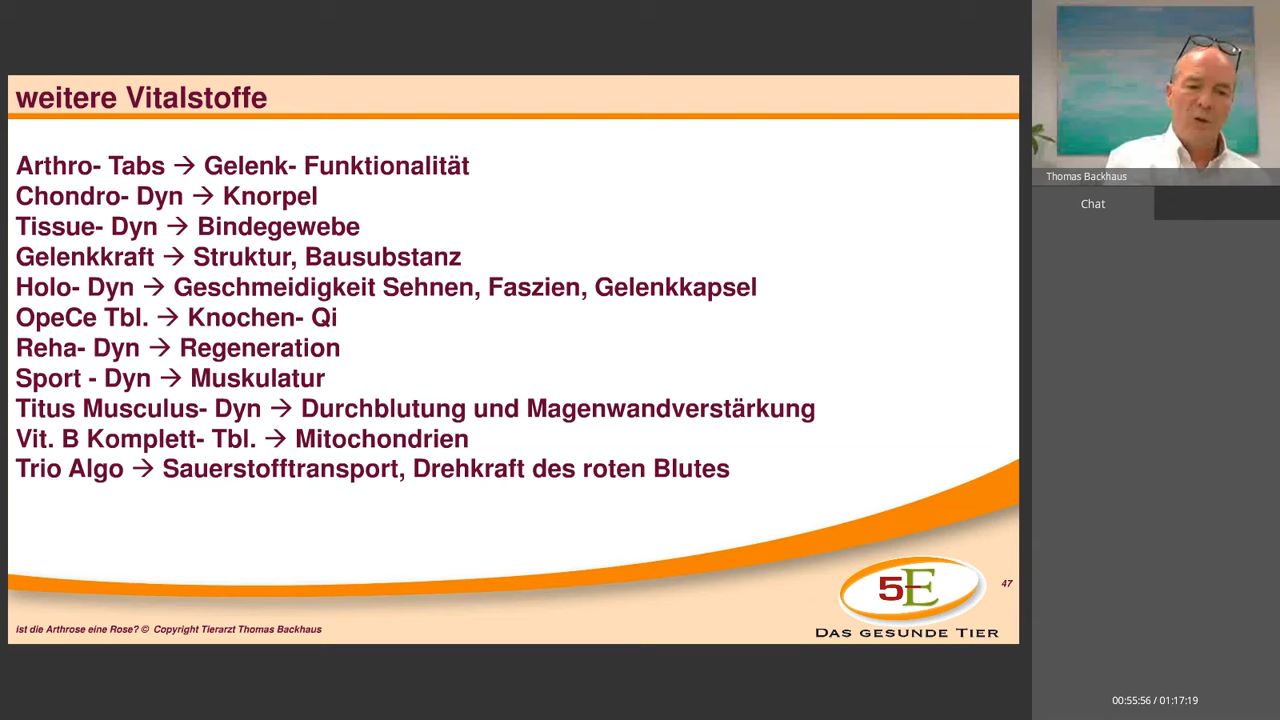 weitere Vitalstoffe
Arthro- Tabs → Gelenk- Funktionalität
Chondro- Dyn → Knorpel
Tissue- Dyn → Bindegewebe
Gelenkkraft → Struktur, Bausubstanz
Holo- Dyn → Geschmeidigkeit Sehnen, Faszien, Gelenkkapsel
OpeCe Tbl. → Knochen- Qi
Reha- Dyn → Regeneration
Sport - Dyn → Muskulatur
Titus Musculus- Dyn → Durchblutung und Magenwandverstärkung
Vit. B Komplett- Tbl. → Mitochondrien
Trio Algo → Sauerstofftransport, Drehkraft des roten Blutes
5E
47
ist die Arthrose eine Rose? © Copyright Tierarzt Thomas Backhaus
DAS GESUNDE TIER
Thomas Backhaus
Chat
00:55:56 / 01:17:19